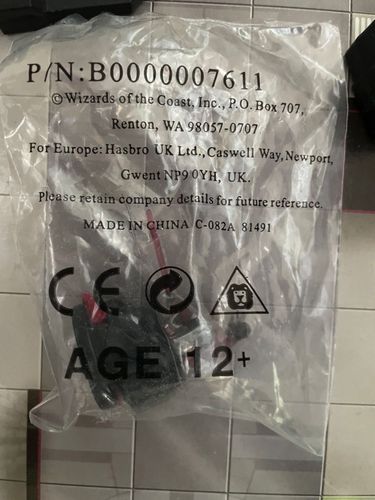 P/N:B0000007611
©Wizards of the Coast, Inc., P.O. Box 707,
Renton, WA 98057-0707
For Europe: Hasbro UK Ltd., Caswell Way, Newport,
Gwent NP9 0YH, UK.
Please retain company details for future reference.
MADE IN CHINA C-082A 81491
CE
AGE 12+